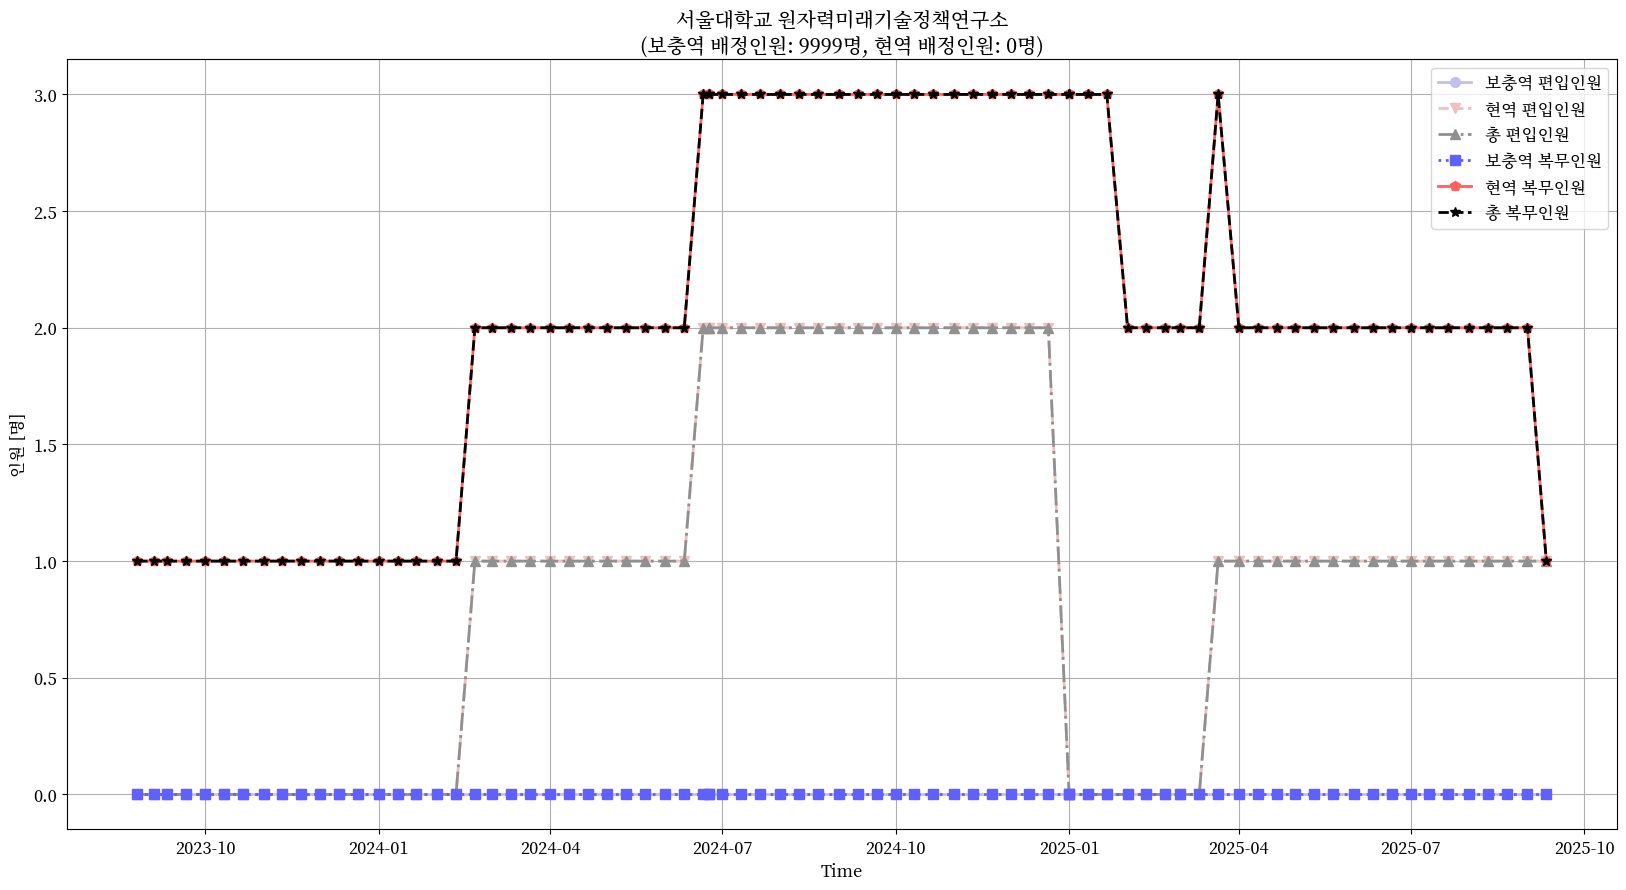 서울대학교 원자력미래기술정책연구소
(보충역 배정인원: 9999명, 현역 배정인원: 0명)
보충역 편입인원
현역 편입인원
총 편입인원
보충역 복무인원
현역 복무인원
총 복무인원
인원 [명]
3.0
2.5
2.0
1.5
1.0
0.5
0.0
2023-10
2024-01
2024-04
2024-07
2024-10
2025-01
2025-04
2025-07
2025-10
Time